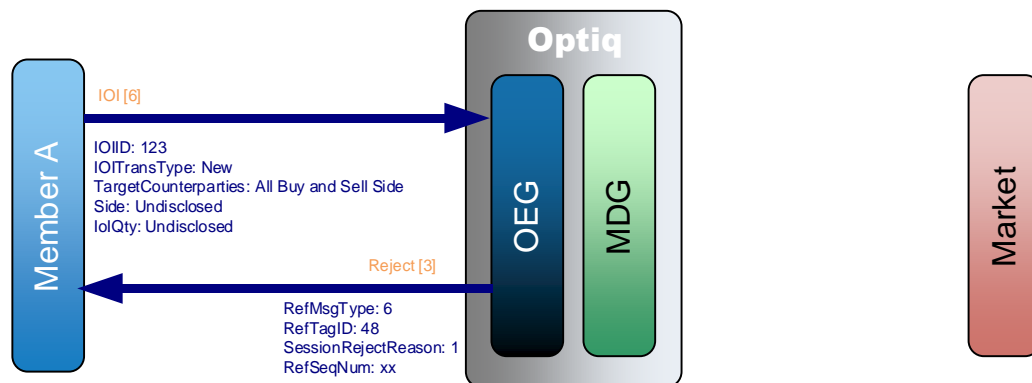 Optiq
IOI [6]
Member A
IOIID: 123
IOITransType: New
TargetCounterparties: All Buy and Sell Side
Side: Undisclosed
IoIQty: Undisclosed
OEG
MDG
Market
Reject [3]
RefMsgType: 6
RefTagID: 48
SessionRejectReason: 1
RefSeqNum: xx